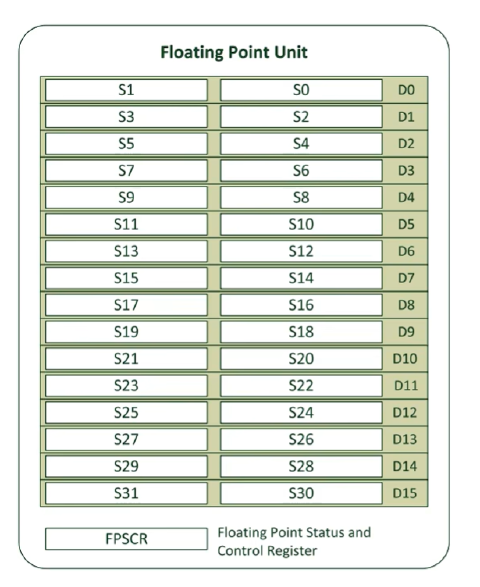 Floating Point Unit
S1 S0 D0
S3 S2 D1
S5 S4 D2
S7 S6 D3
S9 S8 D4
S11 S10 D5
S13 S12 D6
S15 S14 D7
S17 S16 D8
S19 S18 D9
S21 S20 D10
S23 S22 D11
S25 S24 D12
S27 S26 D13
S29 S28 D14
S31 S30 D15
FPSCR Floating Point Status and
Control Register